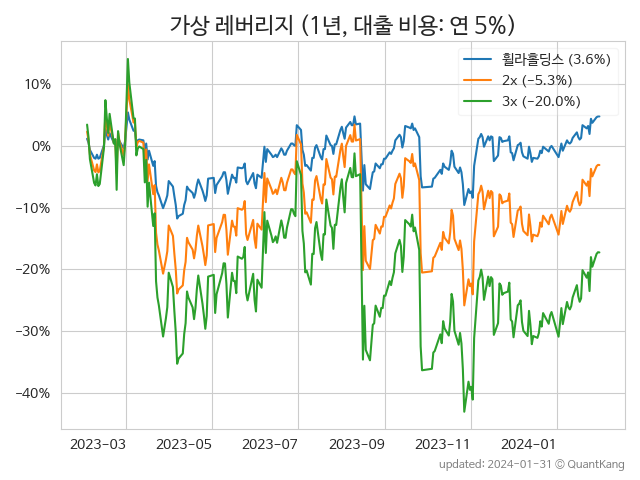 가상 레버리지 (1년, 대출 비용: 연 5%)
휠라홀딩스 (3.6%)
2x (−5.3%)
3x (−20.0%)
10%
0%
−10%
−20%
−30%
−40%
2023-03
2023-05
2023-07
2023-09
2023-11
2024-01
updated: 2024-01-31 © QuantKang